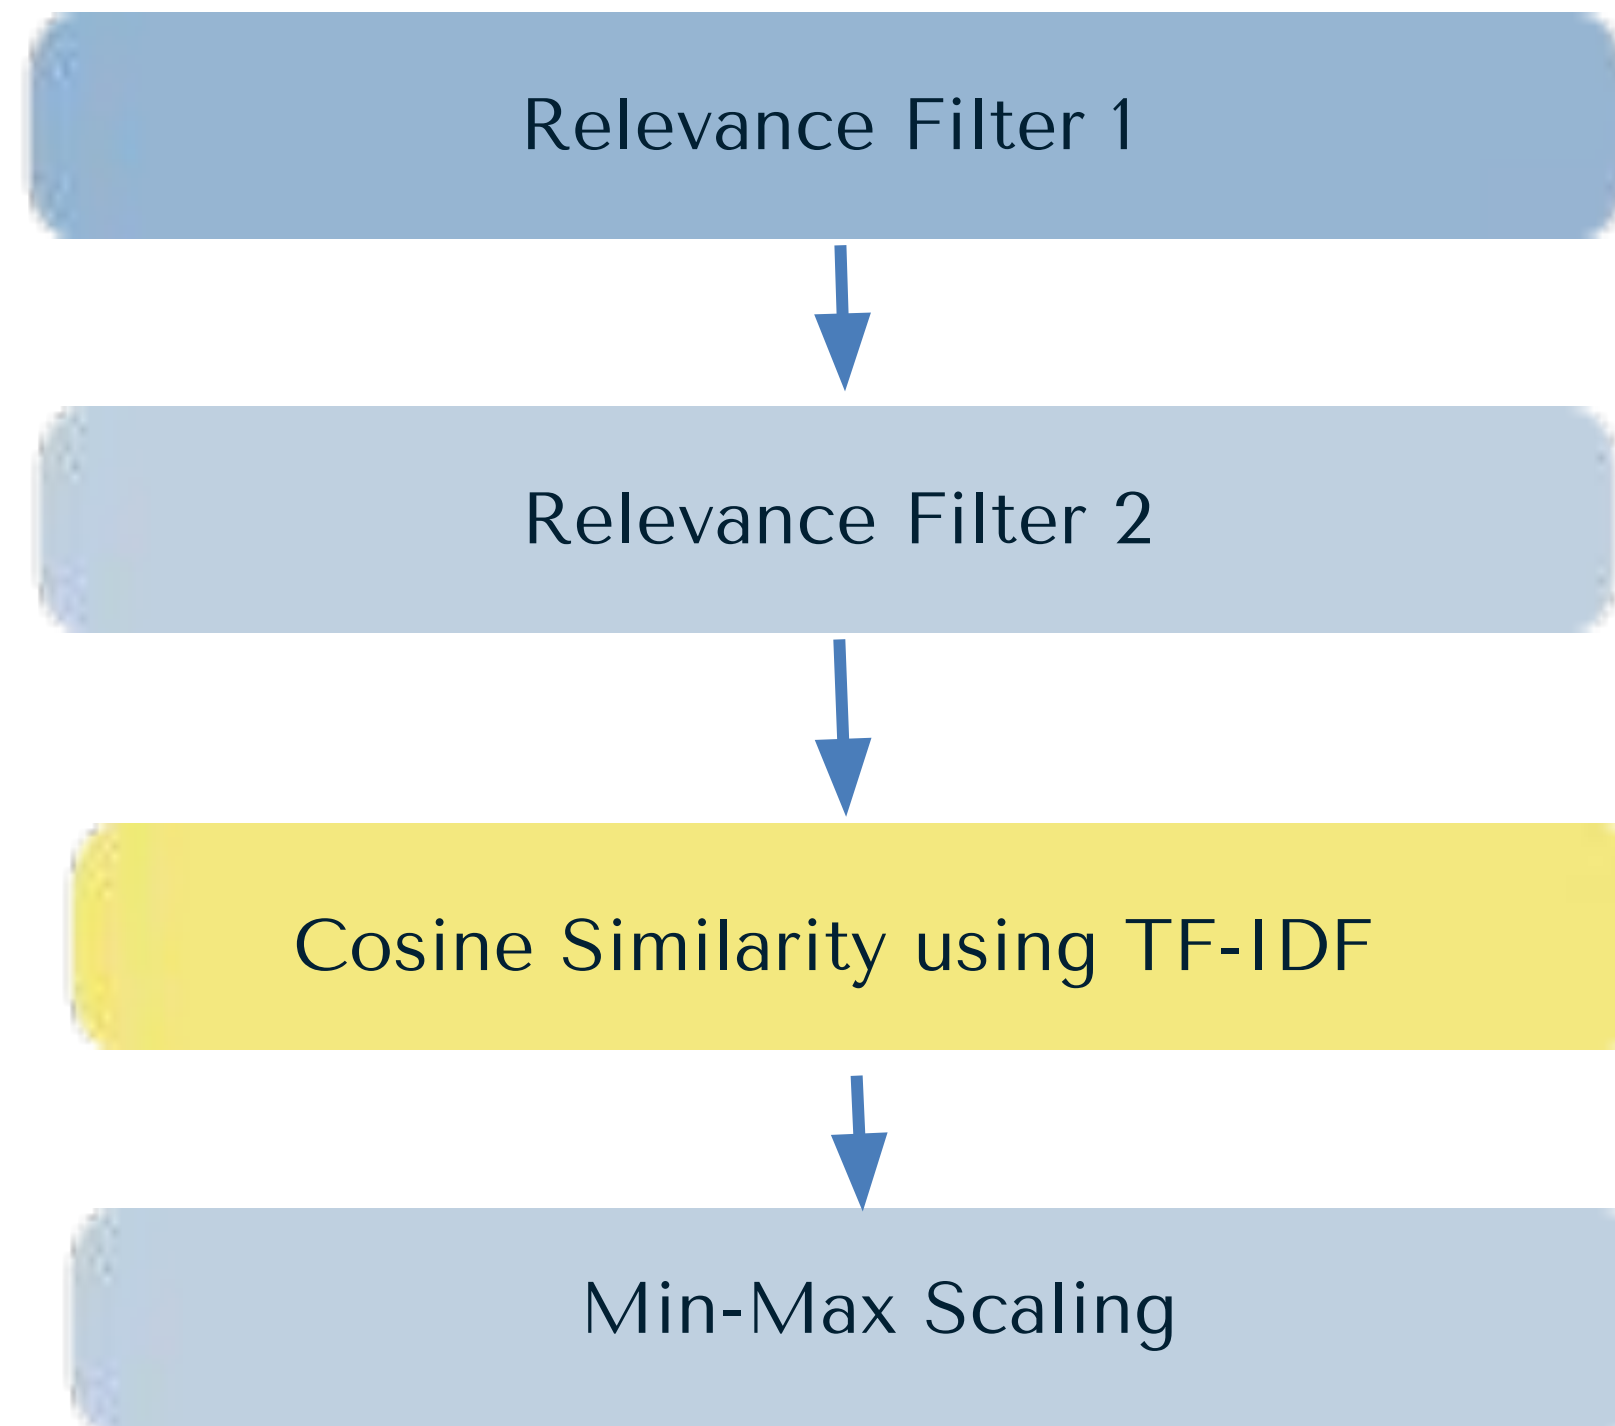 Relevance Filter 1
Relevance Filter 2
Cosine Similarity using TF-IDF
Min-Max Scaling